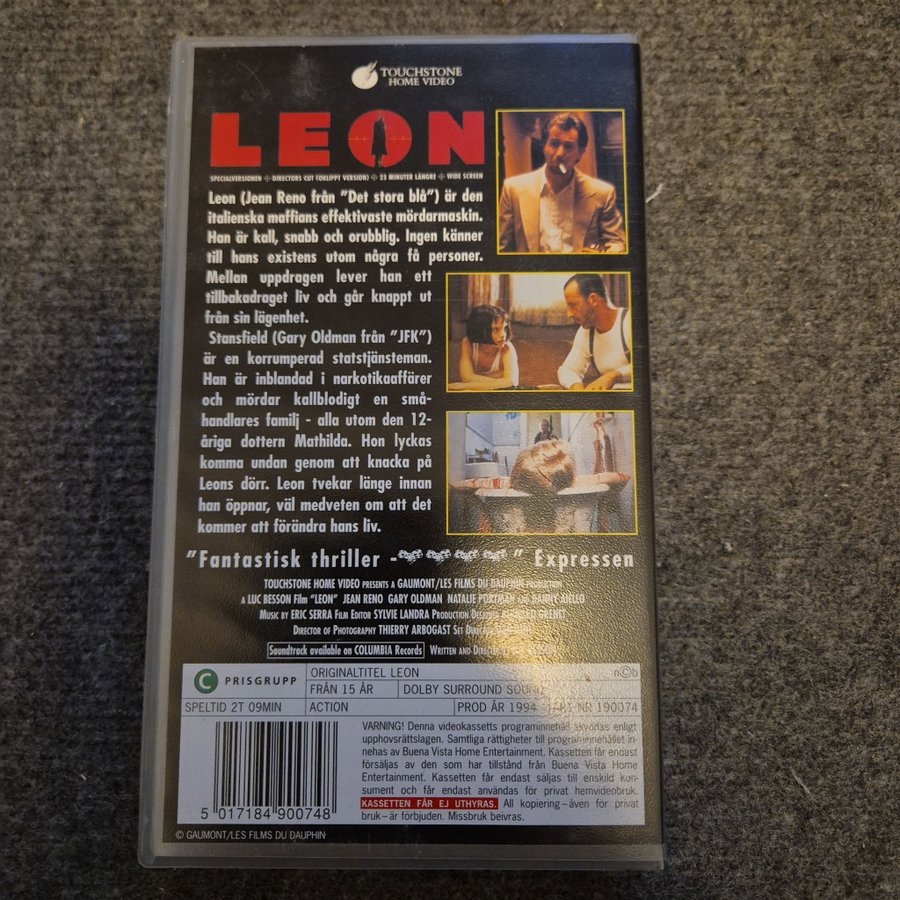 TOUCHSTONE
HOME VIDEO
LEON
SPECIALVERSIONEN DIRECTORS CUT (OKLIPPT VERSION) 23 MINUTER LÄNGRE WIDE SCREEN
Leon (Jean Reno från "Det stora blå") är den
italienska maffians effektivaste mördarmaskin.
Han är kall, snabb och orubblig. Ingen känner
till hans existens utom några få personer.
Mellan uppdragen lever han ett
tillbakadraget liv och går knappt ut
från sin lägenhet.
Stansfield (Gary Oldman från "JFK")
är en korrumperad statstjänsteman.
Han är inblandad i narkotikaaffärer
och mördar kallblodigt en små-
handlares familj - alla utom den 12-
åriga dottern Mathilda. Hon lyckas
komma undan genom att knacka på
Leons dörr. Leon tvekar länge innan
han öppnar, väl medveten om att det
kommer att förändra hans liv.
"Fantastisk thriller - " Expressen
TOUCHSTONE HOME VIDEO PRESENTS A GAUMONT/LES FILMS DU DAUPHIN PRODUCTION
A LUC BESSON FILM "LEON" JEAN RENO GARY OLDMAN NATALIE PORTMAN AND DANNY AIELLO
MUSIC BY ERIC SERRA FILM EDITOR SYLVIE LANDRA PRODUCTION DESIGNER
DIRECTOR OF PHOTOGRAPHY THIERRY ARBOGAST SET
Soundtrack available on COLUMBIA Records WRITTEN AND DIRECTED BY LUC BESSON
C PRISGRUPP
ORIGINALTITEL LEON n©b
FRÅN 15 ÅR DOLBY SURROUND SOUND
SPELTID 2T 09MIN ACTION PROD ÅR 1994 ART NR 190074
VARNING! Denna videokassetts programinnehåll skyddas enligt
upphovsrättslagen. Samtliga rättigheter till programinnehållet in-
nehas av Buena Vista Home Entertainment. Kassetten får endast
försäljas av den som har tillstånd från Buena Vista Home
Entertainment. Kassetten får endast säljas till enskild kon-
sument och får endast användas för privat hemvideobruk.
KASSETTEN FÅR EJ UTHYRAS. All kopiering – även för privat
bruk – är förbjuden. Missbruk beivras.
5 017184 900748
© GAUMONT/LES FILMS DU DAUPHIN